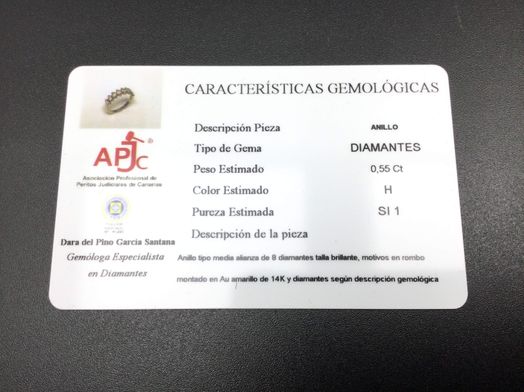 CARACTERÍSTICAS GEMOLÓGICAS
Descripción Pieza ANILLO
Tipo de Gema DIAMANTES
Peso Estimado 0,55 Ct
Color Estimado H
Pureza Estimada SI 1
Descripción de la pieza
Anillo tipo media alianza de 8 diamantes talla brillante, motivos en rombo
montado en Au amarillo de 14K y diamantes según descripción gemológica
APJC
Asociación Profesional de
Peritos Judiciales de Canarias
Dara del Pino García Santana
Gemóloga Especialista
en Diamantes